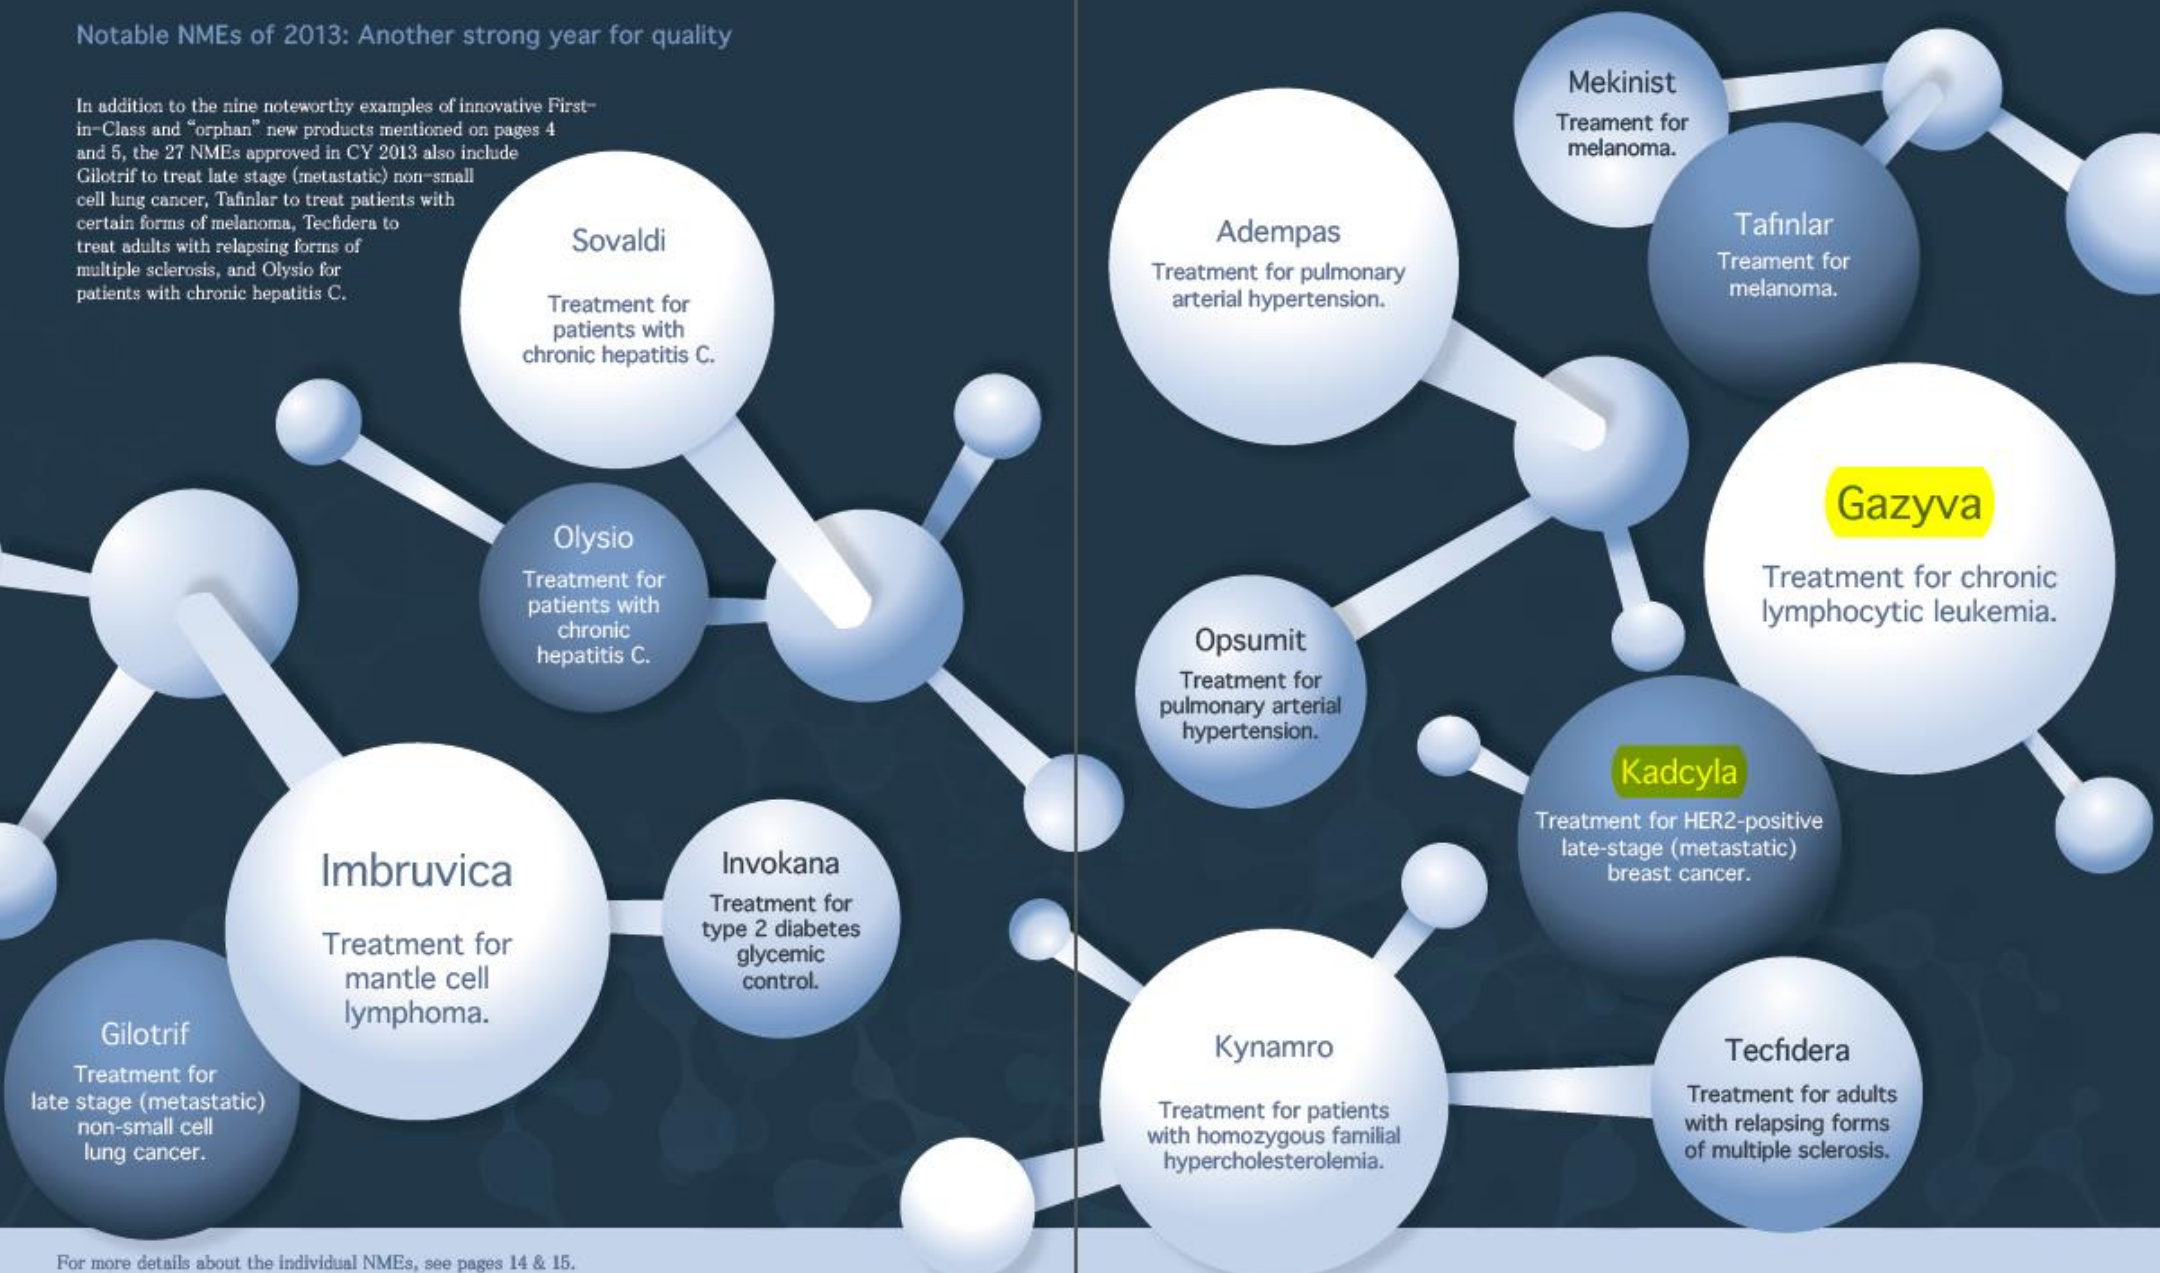 Notable NMEs of 2013: Another strong year for quality
In addition to the nine noteworthy examples of innovative First-
in-Class and “orphan” new products mentioned on pages 4
and 5, the 27 NMEs approved in CY 2013 also include
Gilotrif to treat late stage (metastatic) non-small
cell lung cancer, Tafinlar to treat patients with
certain forms of melanoma, Tecfidera to
treat adults with relapsing forms of
multiple sclerosis, and Olysio for
patients with chronic hepatitis C.
Sovaldi
Treatment for
patients with
chronic hepatitis C.
Olysio
Treatment for
patients with
chronic
hepatitis C.
Imbruvica
Treatment for
mantle cell
lymphoma.
Invokana
Treatment for
type 2 diabetes
glycemic
control.
Gilotrif
Treatment for
late stage (metastatic)
non-small cell
lung cancer.
For more details about the individual NMEs, see pages 14 & 15.
Mekinist
Treament for
melanoma.
Adempas
Treatment for pulmonary
arterial hypertension.
Tafinlar
Treament for
melanoma.
Gazyva
Treatment for chronic
lymphocytic leukemia.
Opsumit
Treatment for
pulmonary arterial
hypertension.
Kadcyla
Treatment for HER2-positive
late-stage (metastatic)
breast cancer.
Kynamro
Treatment for patients
with homozygous familial
hypercholesterolemia.
Tecfidera
Treatment for adults
with relapsing forms
of multiple sclerosis.